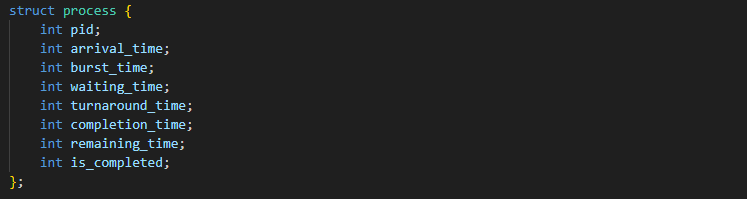 struct process {
    int pid;
    int arrival_time;
    int burst_time;
    int waiting_time;
    int turnaround_time;
    int completion_time;
    int remaining_time;
    int is_completed;
};